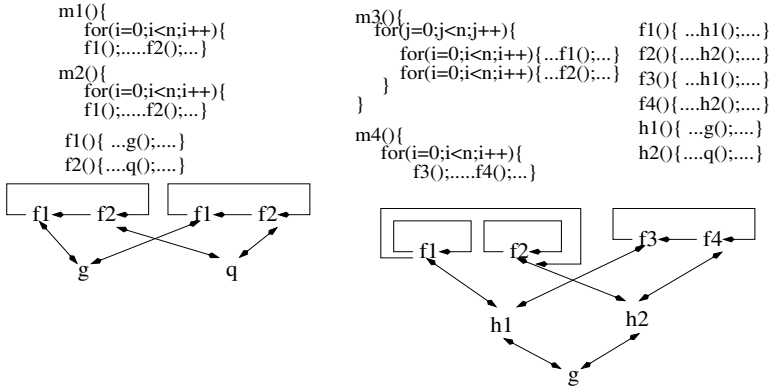 m1(){
for(i=0;i<n;i++){
f1();.....f2();...}
m2(){
for(i=0;i<n;i++){
f1();.....f2();...}
f1(){ ...g();....}
f2(){....q();....}
f1 f2 f1 f2
g q
m3(){
for(j=0;j<n;j++){
for(i=0;i<n;i++){...f1();...}
for(i=0;i<n;i++){...f2();...}
}
}
m4(){
for(i=0;i<n;i++){
f3();.....f4();...}
f1(){ ...h1();....}
f2(){....h2();....}
f3(){ ...h1();....}
f4(){....h2();....}
h1(){ ...g();....}
h2(){....q();....}
f1 f2 f3 f4
h1 h2
g